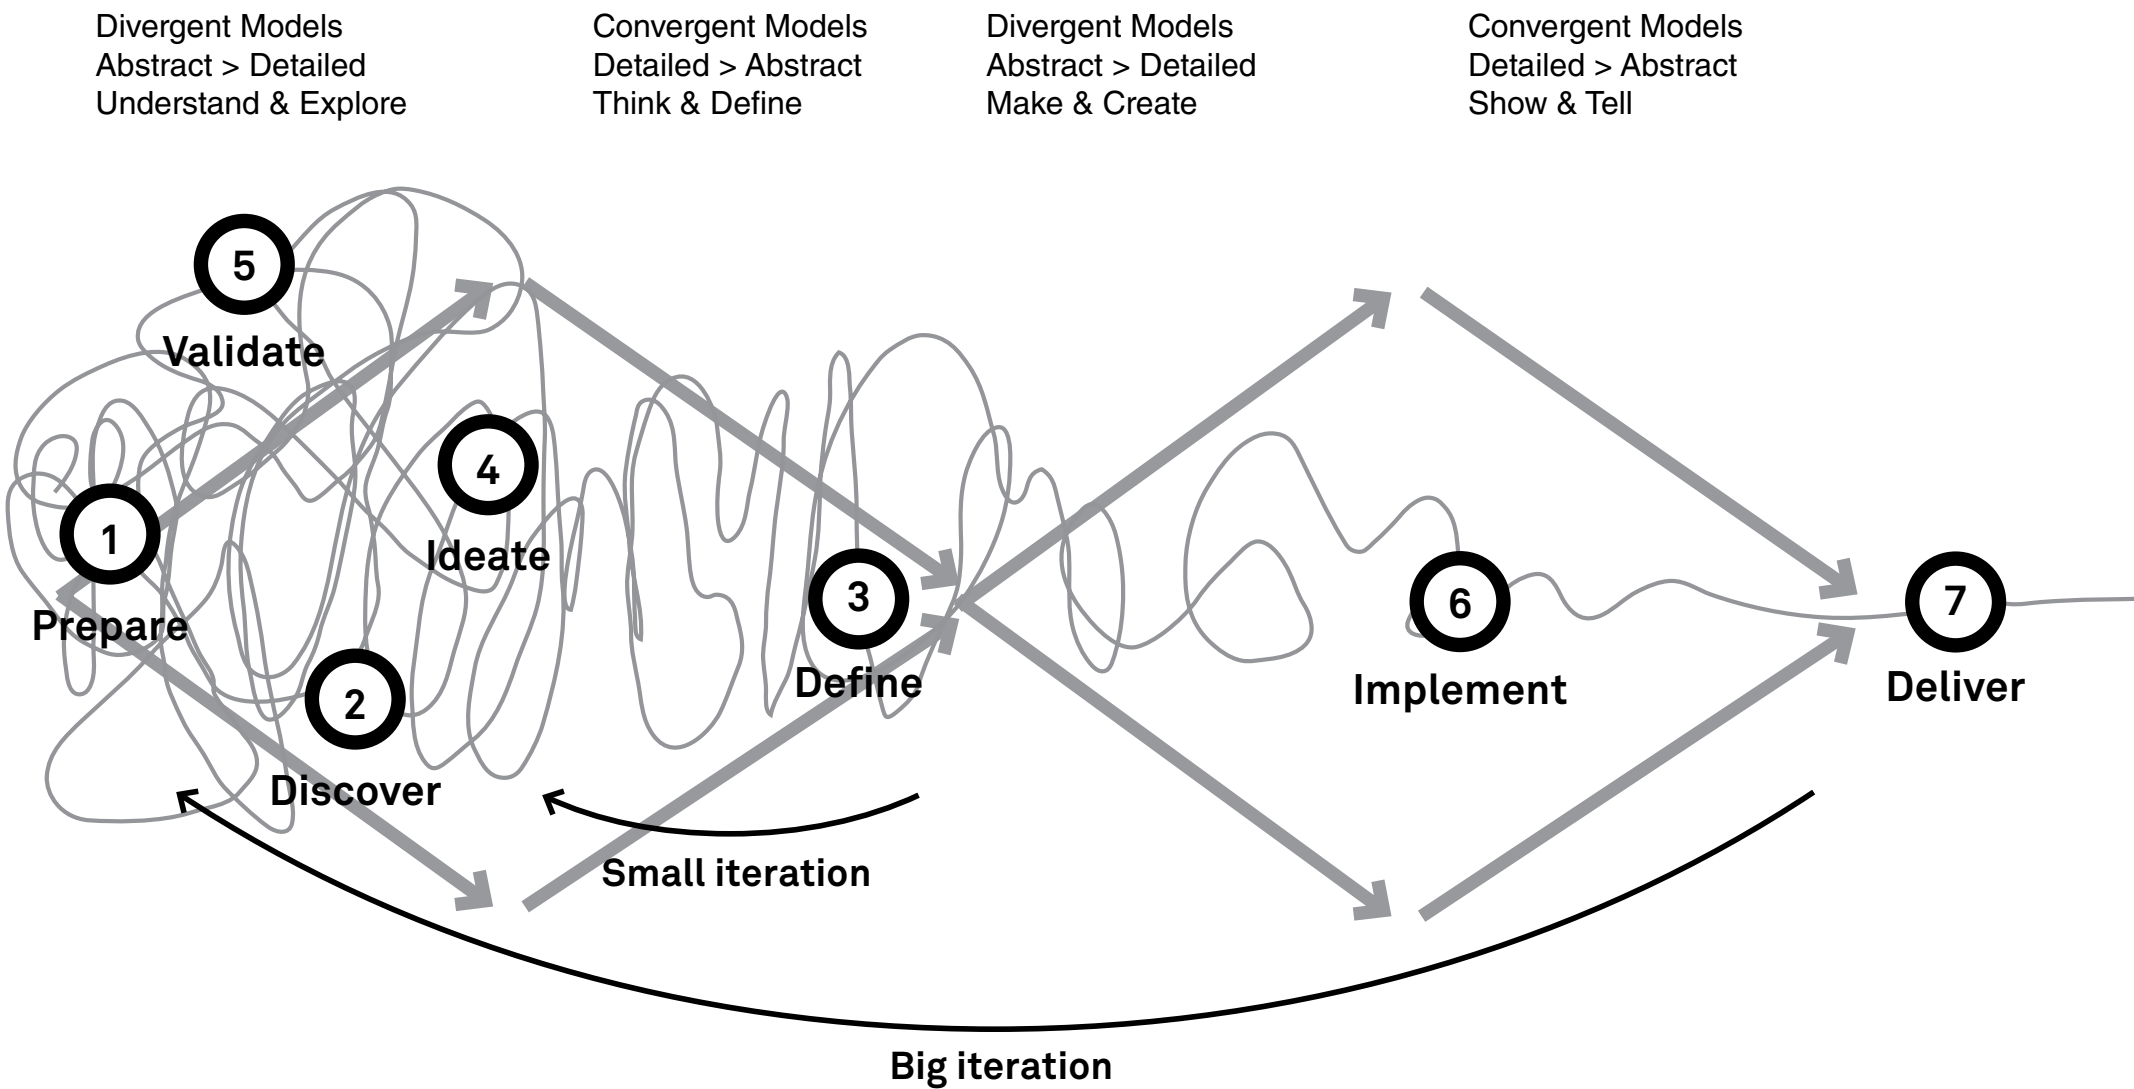 Divergent Models
Abstract > Detailed
Understand & Explore
Convergent Models
Detailed > Abstract
Think & Define
Divergent Models
Abstract > Detailed
Make & Create
Convergent Models
Detailed > Abstract
Show & Tell
5
Validate
4
Ideate
1
Prepare
3
Define
6
Implement
7
Deliver
2
Discover
Small iteration
Big iteration